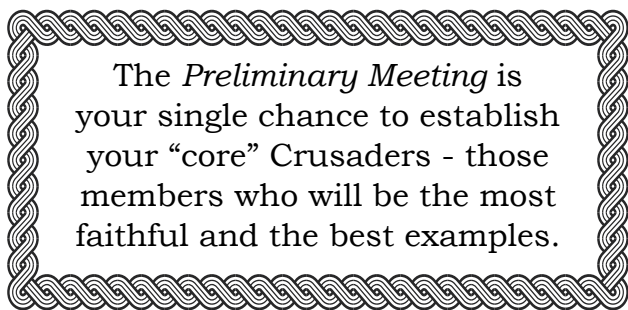 The Preliminary Meeting is
your single chance to establish
your “core” Crusaders - those
members who will be the most
faithful and the best examples.